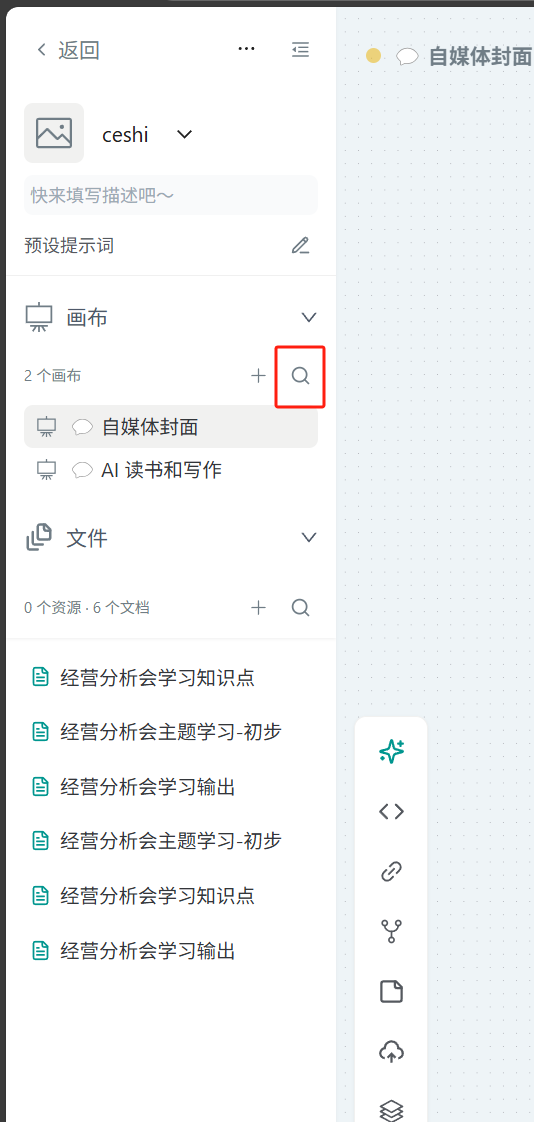 返回
自媒体封面
ceshi
快来填写描述吧～
预设提示词
画布
2 个画布
自媒体封面
AI 读书和写作
文件
0 个资源 · 6 个文档
经营分析会学习知识点
经营分析会主题学习-初步
经营分析会学习输出
经营分析会主题学习-初步
经营分析会学习知识点
经营分析会学习输出